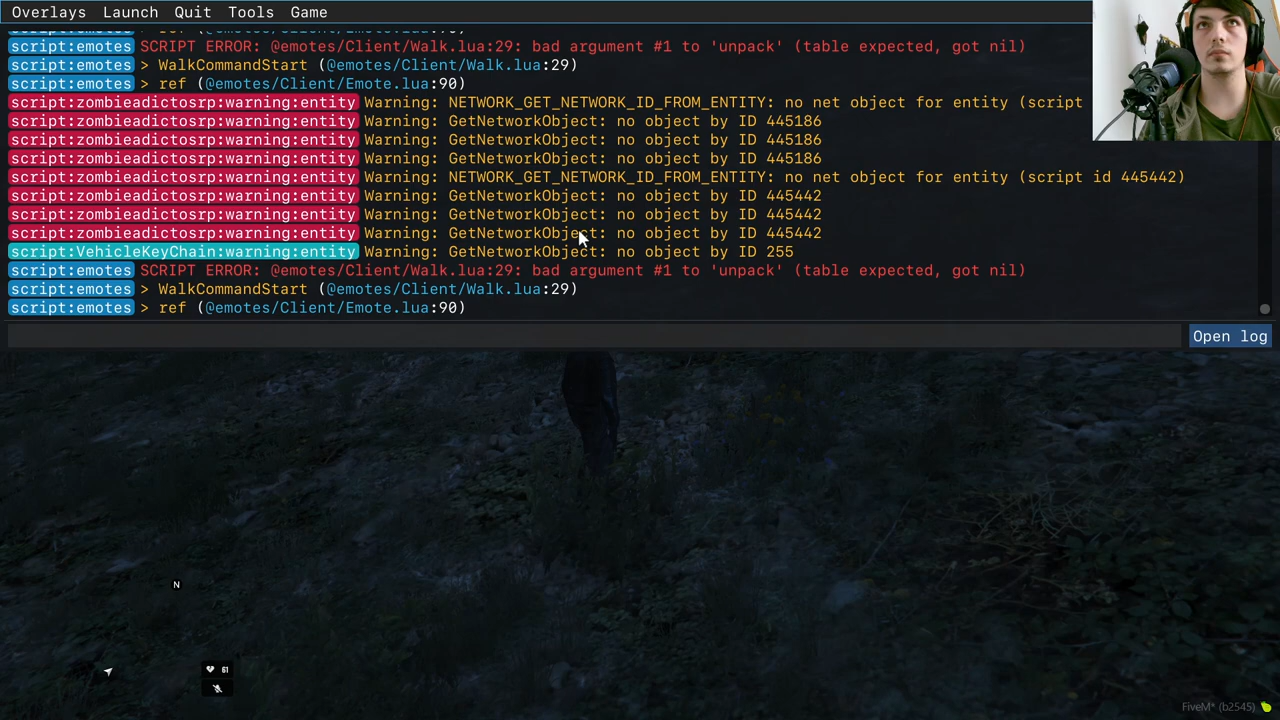 Overlays Launch Quit Tools Game
script:emotes SCRIPT ERROR: @emotes/Client/Walk.lua:29: bad argument #1 to 'unpack' (table expected, got nil)
script:emotes > WalkCommandStart (@emotes/Client/Walk.lua:29)
script:emotes > ref (@emotes/Client/Emote.lua:90)
script:zombieadictosrp:warning:entity Warning: NETWORK_GET_NETWORK_ID_FROM_ENTITY: no net object for entity (script
script:zombieadictosrp:warning:entity Warning: GetNetworkObject: no object by ID 445186
script:zombieadictosrp:warning:entity Warning: GetNetworkObject: no object by ID 445186
script:zombieadictosrp:warning:entity Warning: GetNetworkObject: no object by ID 445186
script:zombieadictosrp:warning:entity Warning: NETWORK_GET_NETWORK_ID_FROM_ENTITY: no net object for entity (script id 445442)
script:zombieadictosrp:warning:entity Warning: GetNetworkObject: no object by ID 445442
script:zombieadictosrp:warning:entity Warning: GetNetworkObject: no object by ID 445442
script:zombieadictosrp:warning:entity Warning: GetNetworkObject: no object by ID 445442
script:VehicleKeyChain:warning:entity Warning: GetNetworkObject: no object by ID 255
script:emotes SCRIPT ERROR: @emotes/Client/Walk.lua:29: bad argument #1 to 'unpack' (table expected, got nil)
script:emotes > WalkCommandStart (@emotes/Client/Walk.lua:29)
script:emotes > ref (@emotes/Client/Emote.lua:90)
Open log
N
61
FiveM* (b2545)